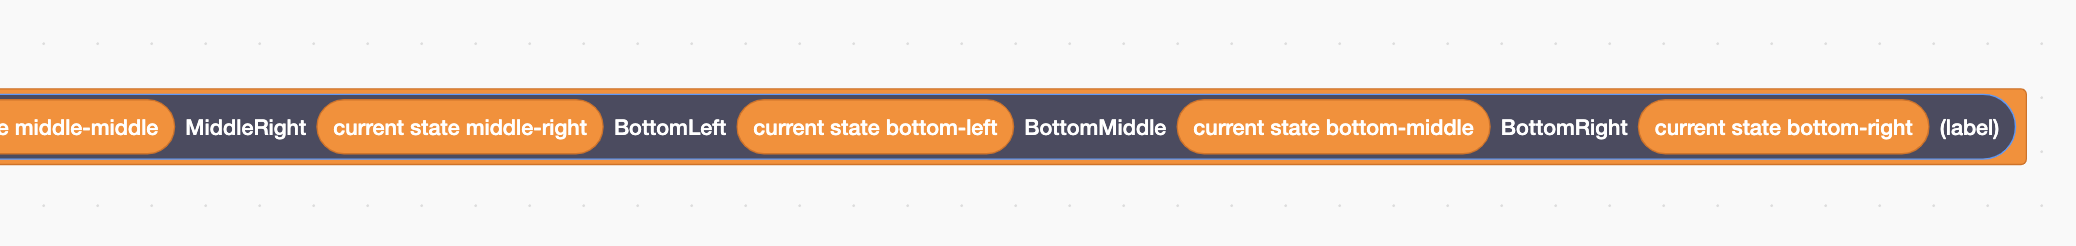 e middle-middle MiddleRight current state middle-right BottomLeft current state bottom-left BottomMiddle current state bottom-middle BottomRight current state bottom-right (label)